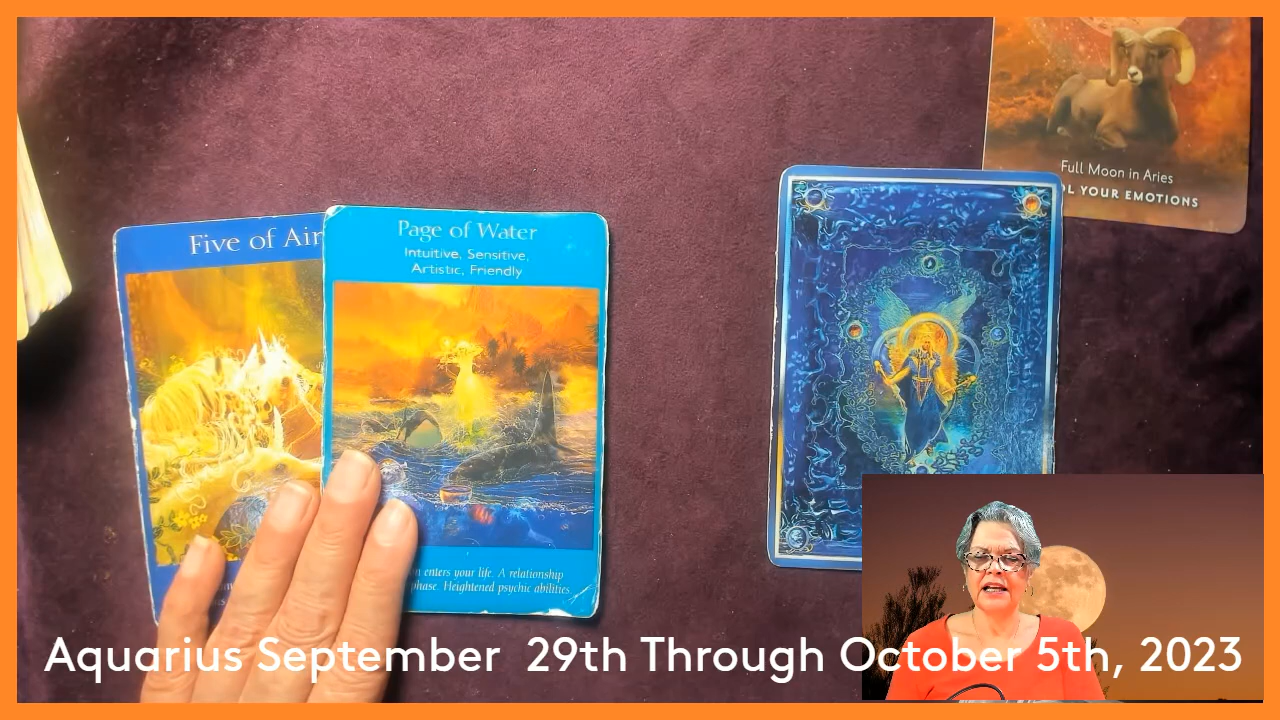 Full Moon in Aries
YOUR EMOTIONS
Five of Air
Page of Water
Intuitive, Sensitive,
Artistic, Friendly
enters your life. A relationship
phase. Heightened psychic abilities.
Aquarius September 29th Through October 5th, 2023